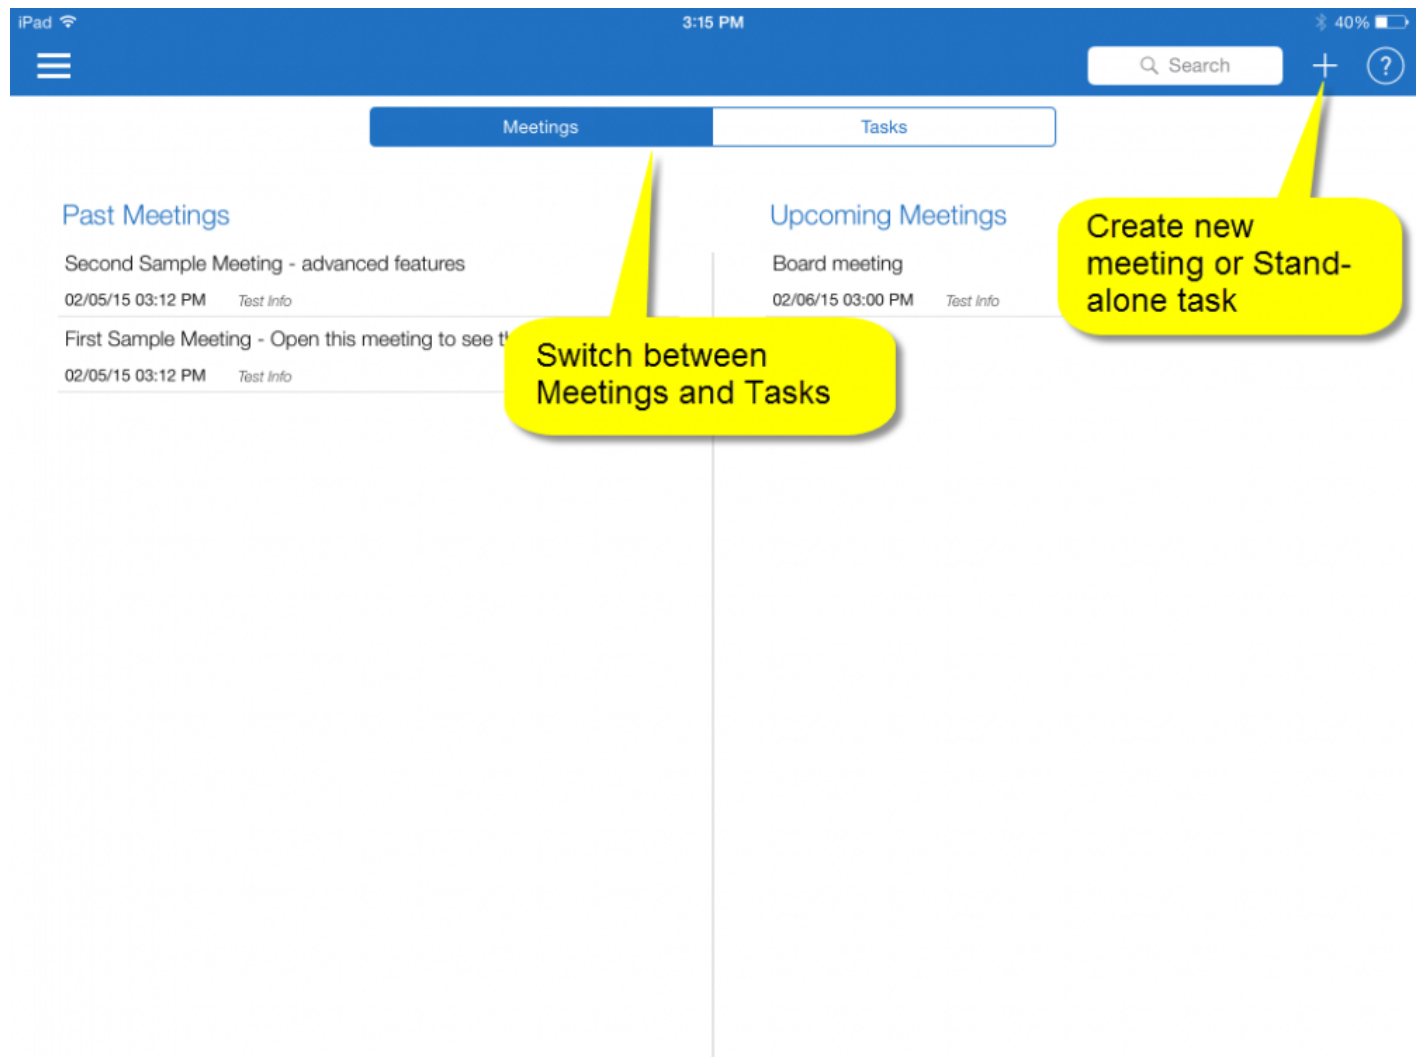 iPad 3:15 PM 40%
Search + ?
Meetings Tasks
Past Meetings
Second Sample Meeting - advanced features
02/05/15 03:12 PM Test Info
First Sample Meeting - Open this meeting to see
02/05/15 03:12 PM Test Info
Upcoming Meetings
Board meeting
02/06/15 03:00 PM Test Info
Create new
meeting or Stand-
alone task
Switch between
Meetings and Tasks